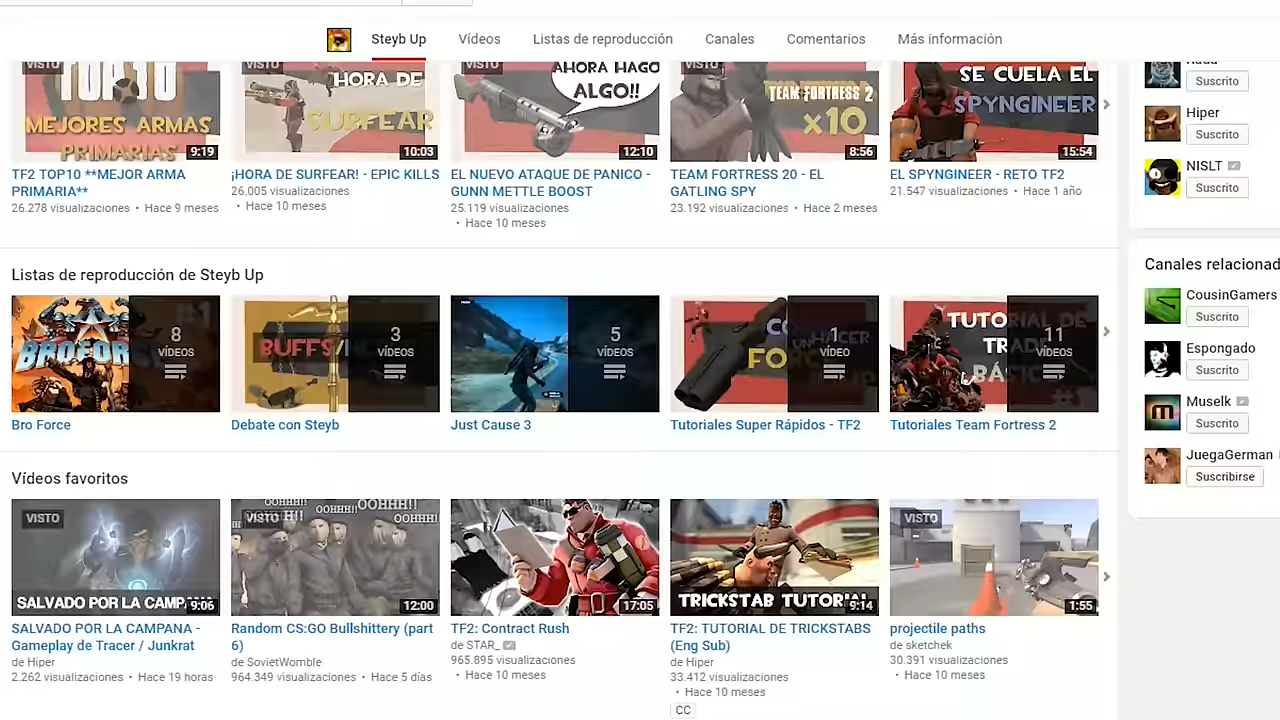 Steyb Up Vídeos Listas de reproducción Canales Comentarios Más información
VISTO
TOP10
MEJORES ARMAS
PRIMARIAS
9:19
TF2 TOP10 **MEJOR ARMA
PRIMARIA**
26.278 visualizaciones • Hace 9 meses
VISTO
HORA DE
SURFEAR
10:03
¡HORA DE SURFEAR! - EPIC KILLS
26.005 visualizaciones
• Hace 10 meses
VISTO
AHORA HAGO
ALGO!!
12:10
EL NUEVO ATAQUE DE PANICO -
GUNN METTLE BOOST
25.119 visualizaciones
• Hace 10 meses
VISTO
TEAM FORTRESS 2
x10
8:56
TEAM FORTRESS 20 - EL
GATLING SPY
23.192 visualizaciones • Hace 2 meses
SE CUELA EL
SPYNGINEER
15:54
EL SPYNGINEER - RETO TF2
21.547 visualizaciones • Hace 1 año
Suscrito
Hiper
Suscrito
NISLT
Suscrito
Listas de reproducción de Steyb Up
BROFOR
8
VÍDEOS
Bro Force
BUFFS
3
VÍDEOS
Debate con Steyb
5
VÍDEOS
Just Cause 3
1
VÍDEO
Tutoriales Super Rápidos - TF2
TUTORIAL DE
TRADE
BÁSIC
#1
11
VÍDEOS
Tutoriales Team Fortress 2
Canales relacionad
CousinGamers
Suscrito
Espongado
Suscrito
Muselk
Suscrito
JuegaGerman
Suscribirse
Vídeos favoritos
VISTO
SALVADO POR LA CAMP
9:06
SALVADO POR LA CAMPANA -
Gameplay de Tracer / Junkrat
de Hiper
2.262 visualizaciones • Hace 19 horas
VISTO
OOHHH!!
OOHHH!!
OOHHH!!
12:00
Random CS:GO Bullshittery (part
6)
de SovietWomble
964.349 visualizaciones • Hace 5 días
17:05
TF2: Contract Rush
de STAR_
965.895 visualizaciones
• Hace 10 meses
TRICKSTAB TUTORIAL
9:14
TF2: TUTORIAL DE TRICKSTABS
(Eng Sub)
de Hiper
33.412 visualizaciones
• Hace 10 meses
CC
VISTO
1:55
projectile paths
de sketchek
30.391 visualizaciones
• Hace 10 meses